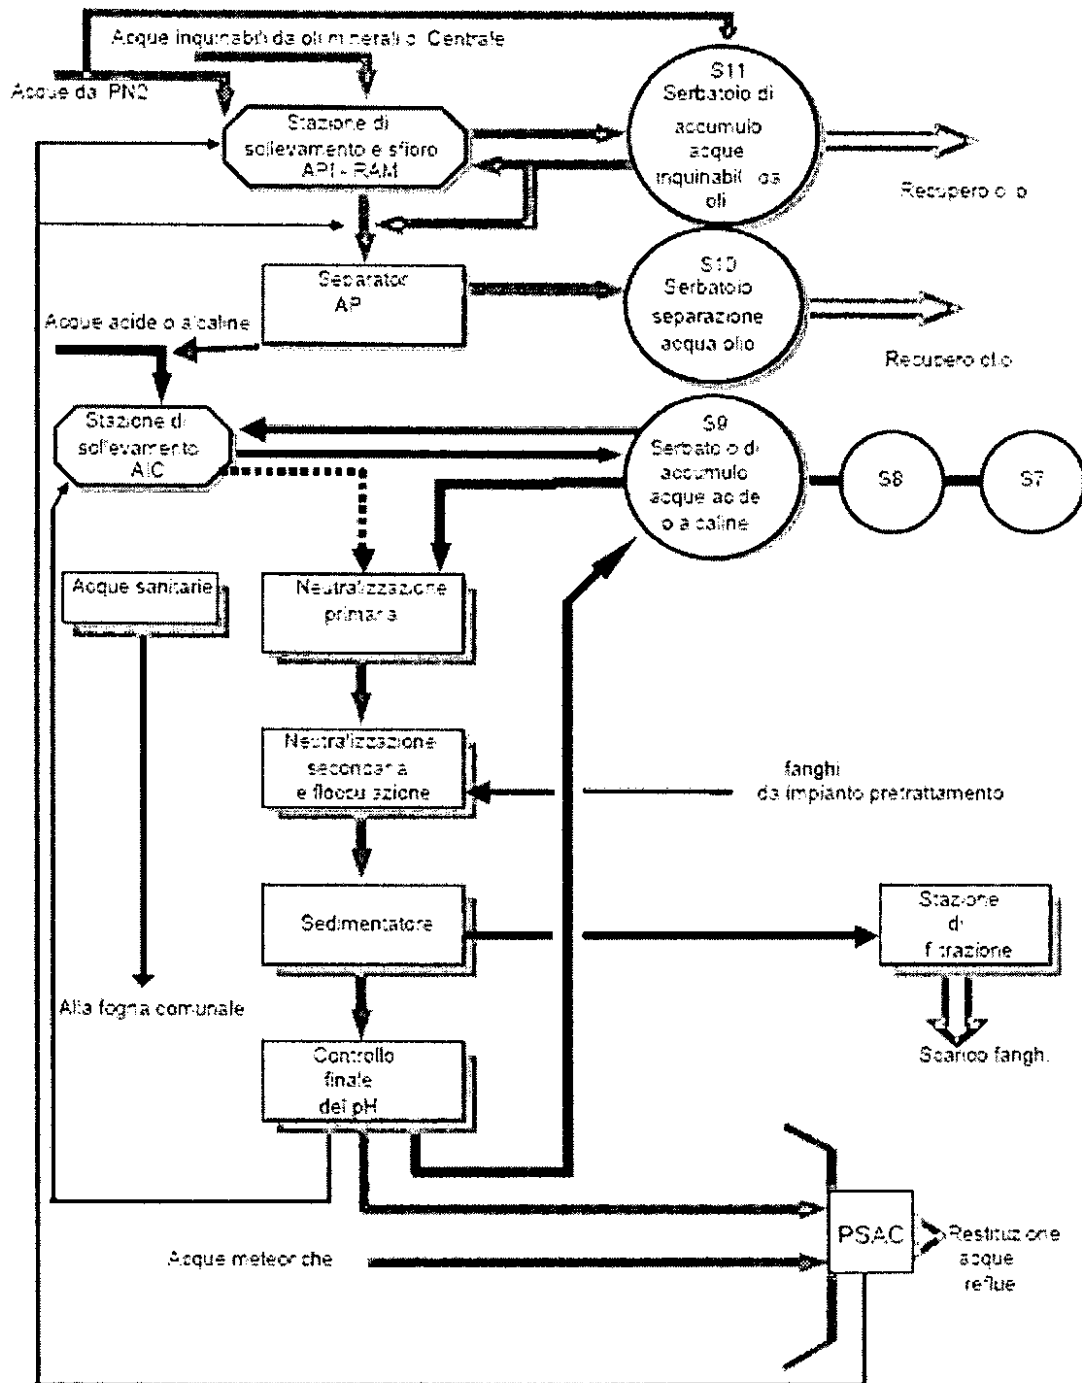 Acque inquinabili da oli minerali o Centrale
Acque da PN2
Stazione di
sollevamento e sfioro
API - RAM
S11
Serbatoio di
accumulo
acque
inquinabili da
oli
Recupero olio
Separatori
AP
S10
Serbatoio
separazione
acqua olio
Recupero olio
Acque acide o alcaline
Stazione di
sollevamento
AIC
S9
Serbatoio di
accumulo
acque acide
o alcaline
S8
S7
Acque sanitarie
Neutralizzazione
primaria
Neutralizzazione
secondaria
e flocculazione
fanghi
da impianto pretrattamento
Sedimentatore
Stazione
di
filtrazione
Alla fogna comunale
Scarico fanghi
Controllo
finale
del pH
PSAC
Restituzione
acque
reflue
Acque meteoriche